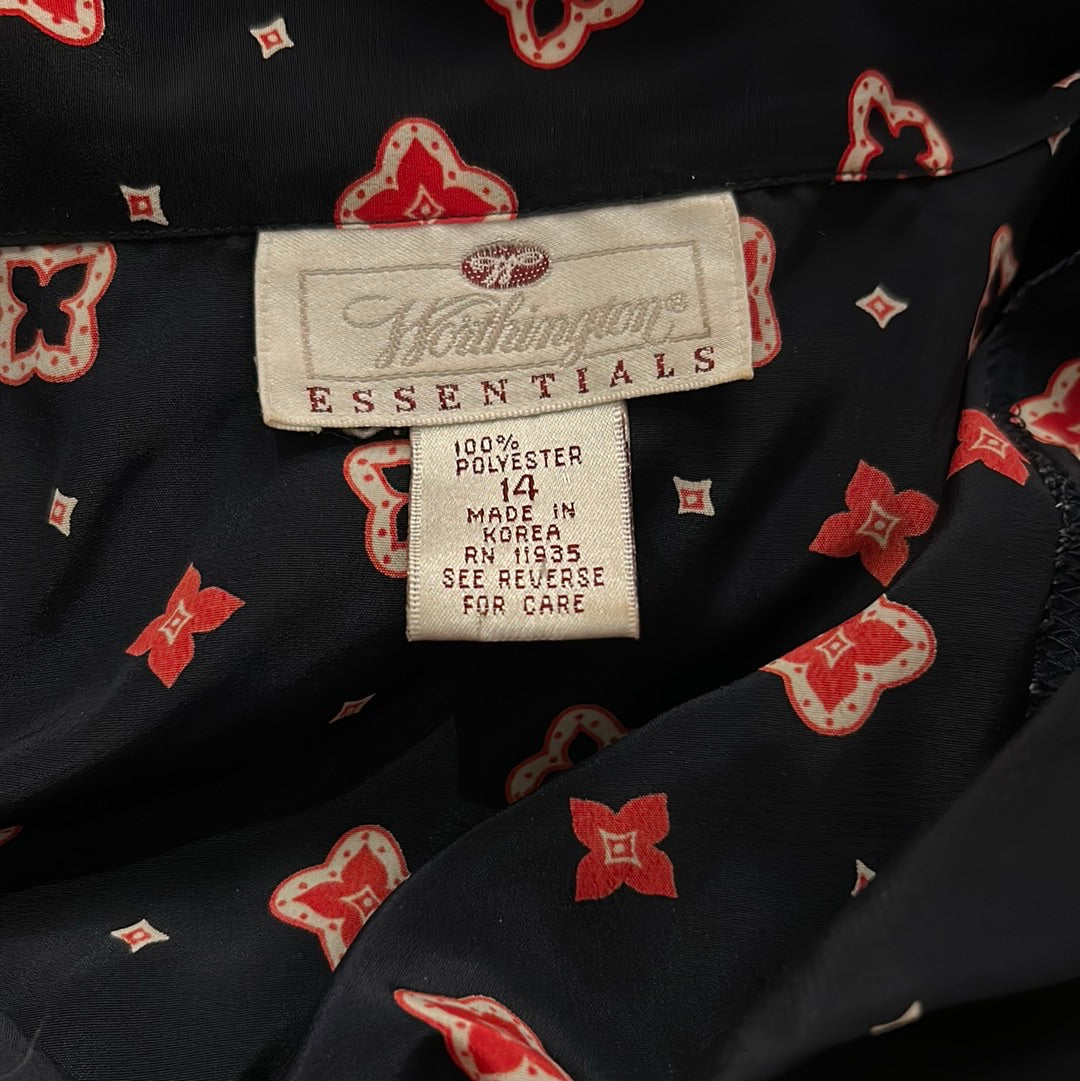 W
Worthington®
ESSENTIALS
100%
POLYESTER
14
MADE IN
KOREA
RN 11935
SEE REVERSE
FOR CARE